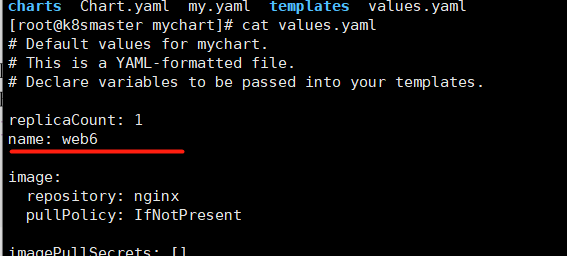 charts  Chart.yaml  my.yaml  templates  values.yaml
[root@k8smaster mychart]# cat values.yaml
# Default values for mychart.
# This is a YAML-formatted file.
# Declare variables to be passed into your templates.
replicaCount: 1
name: web6
image:
  repository: nginx
  pullPolicy: IfNotPresent
imagePullSecrets: []